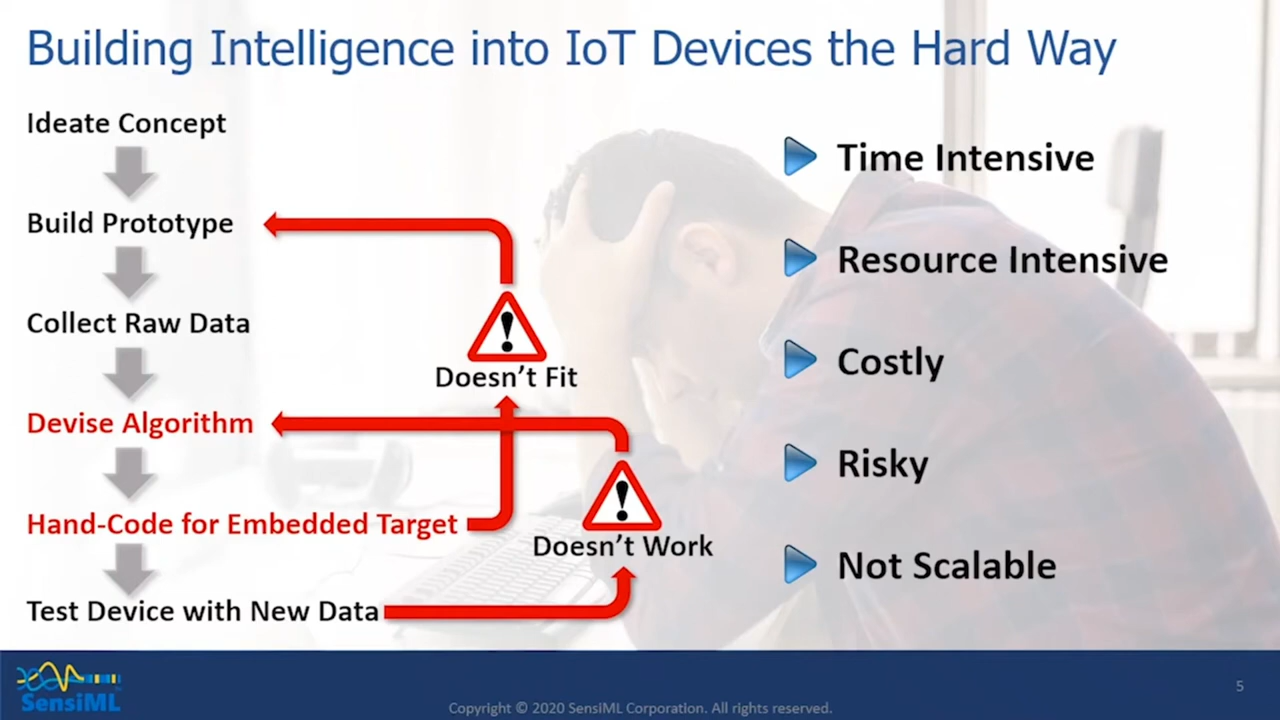 Building Intelligence into IoT Devices the Hard Way
Ideate Concept
Build Prototype
Collect Raw Data
Devise Algorithm
Hand-Code for Embedded Target
Test Device with New Data
!
Doesn’t Fit
!
Doesn’t Work
Time Intensive
Resource Intensive
Costly
Risky
Not Scalable
SensiML
Copyright © 2020 SensiML Corporation. All rights reserved.
5